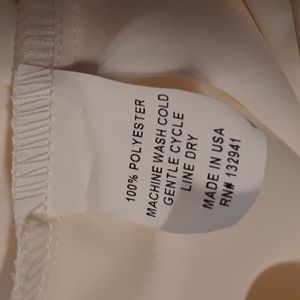 100% POLYESTER
MACHINE WASH COLD
GENTLE CYCLE
LINE DRY
MADE IN USA
RN# 132941